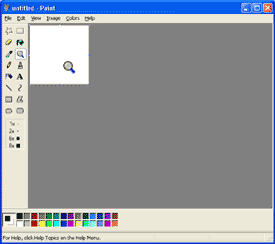 untitled - Paint
File Edit View Image Colors Help
1x
2x
6x
8x
For Help, click Help Topics on the Help Menu.